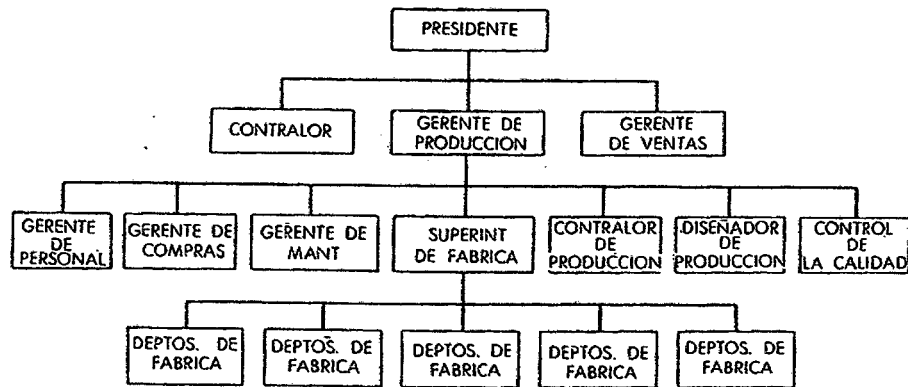 PRESIDENTE
CONTRALOR
GERENTE DE
PRODUCCION
GERENTE
DE VENTAS
GERENTE
DE
PERSONAL
GERENTE DE
COMPRAS
GERENTE DE
MANT
SUPERINT
DE FABRICA
CONTRALOR
DE
PRODUCCION
DISEÑADOR
DE
PRODUCCION
CONTROL
DE
LA CALIDAD
DEPTOS. DE
FABRICA
DEPTOS. DE
FABRICA
DEPTOS. DE
FABRICA
DEPTOS. DE
FABRICA
DEPTOS. DE
FABRICA